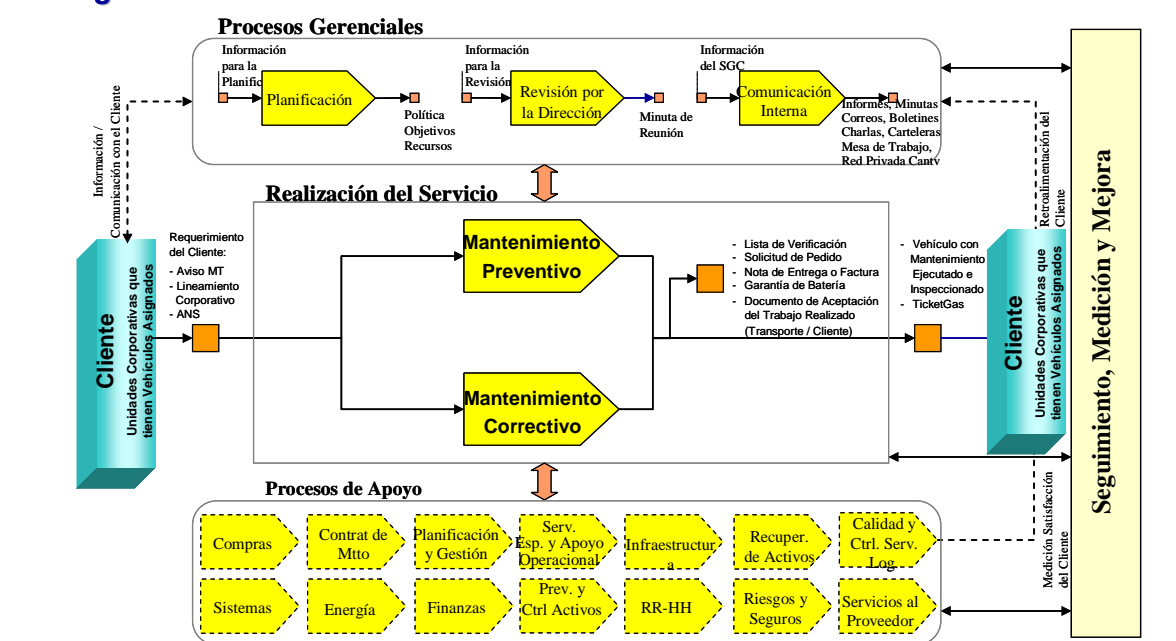 Procesos Gerenciales
Información
para la
Planific
Planificación
Política
Objetivos
Recursos
Información
para la
Revisión
Revisión por
la Dirección
Minuta de
Reunión
Información
del SGC
Comunicación
Interna
Informes, Minutas
Correos, Boletines
Charlas, Carteleras
Mesa de Trabajo,
Red Privada Cantv
Información /
Comunicación con el Cliente
Retroalimentación del
Cliente
Realización del Servicio
Cliente
Unidades Corporativas que
tienen Vehículos Asignados
Requerimiento
del Cliente:
- Aviso MT
- Lineamiento
Corporativo
- ANS
Mantenimiento
Preventivo
Mantenimiento
Correctivo
- Lista de Verificación
- Solicitud de Pedido
- Nota de Entrega o Factura
- Garantía de Batería
- Documento de Aceptación
del Trabajo Realizado
(Transporte / Cliente)
- Vehículo con
Mantenimiento
Ejecutado e
Inspeccionado
- TicketGas
Cliente
Unidades Corporativas que
tienen Vehículos Asignados
Seguimiento, Medición y Mejora
Medición Satisfacción
del Cliente
Procesos de Apoyo
Compras
Contrat de
Mtto
Planificación
y Gestión
Serv.
Esp. y Apoyo
Operacional
Infraestructur
a
Recuper.
de Activos
Calidad y
Ctrl. Serv.
Log
Sistemas
Energía
Finanzas
Prev. y
Ctrl Activos
RR-HH
Riesgos y
Seguros
Servicios al
Proveedor